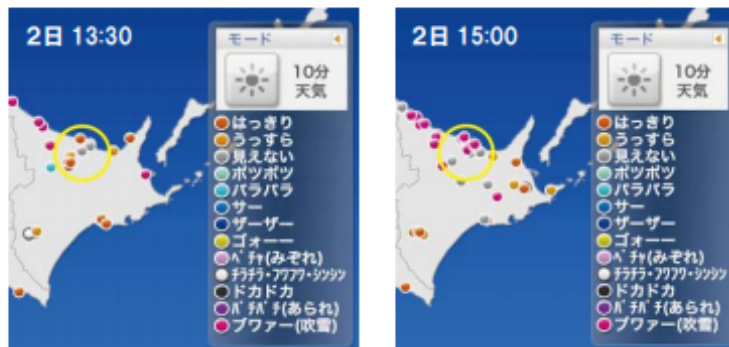 2日 13:30
モード
10分
天気
はっきり
うっすら
見えない
ポツポツ
パラパラ
サー
ザーザー
ゴォーー
ベチャ(みぞれ)
チラチラ・フワフワ・シンシン
ドカドカ
パチパチ(あられ)
ブワァー(吹雪)
2日 15:00
モード
10分
天気
はっきり
うっすら
見えない
ポツポツ
パラパラ
サー
ザーザー
ゴォーー
ベチャ(みぞれ)
チラチラ・フワフワ・シンシン
ドカドカ
パチパチ(あられ)
ブワァー(吹雪)